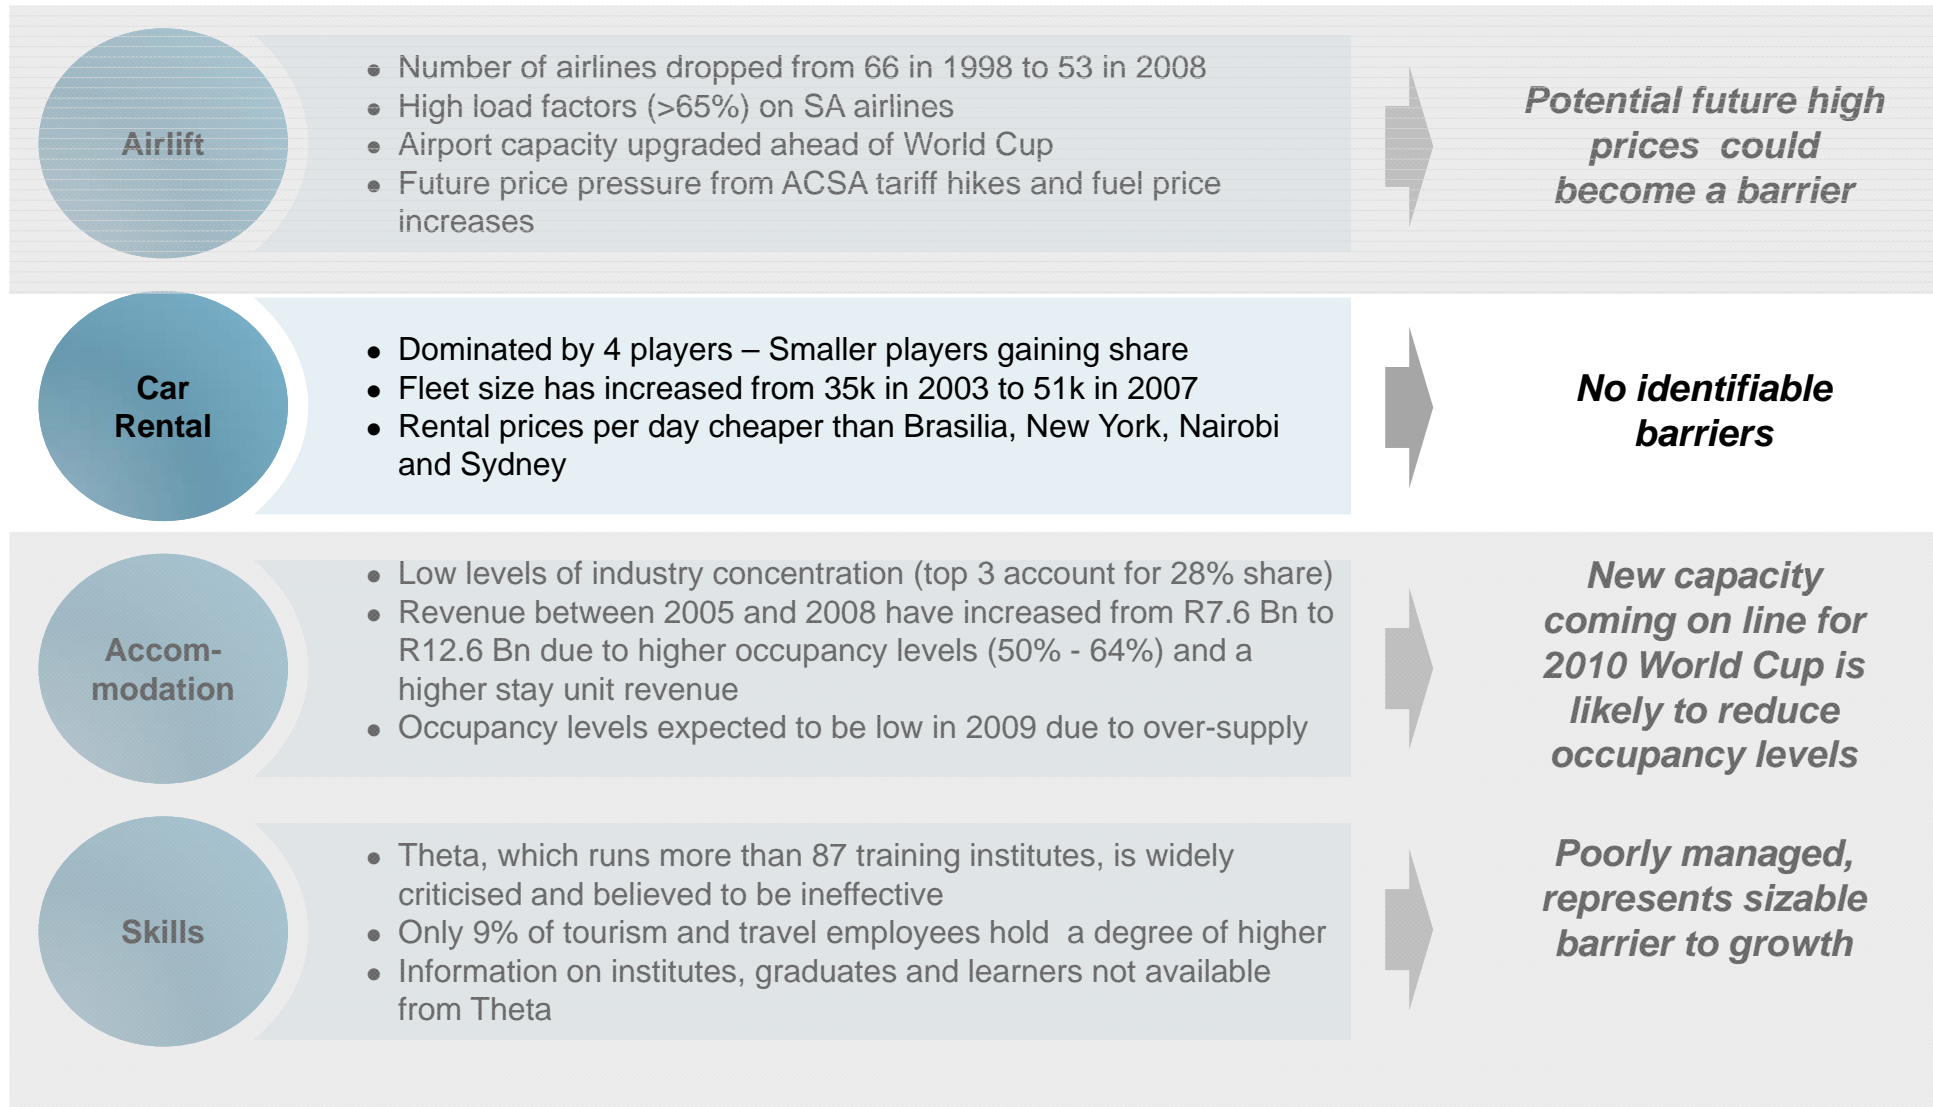 Airlift
• Number of airlines dropped from 66 in 1998 to 53 in 2008
• High load factors (>65%) on SA airlines
• Airport capacity upgraded ahead of World Cup
• Future price pressure from ACSA tariff hikes and fuel price
increases
Potential future high
prices could
become a barrier
Car
Rental
• Dominated by 4 players – Smaller players gaining share
• Fleet size has increased from 35k in 2003 to 51k in 2007
• Rental prices per day cheaper than Brasilia, New York, Nairobi
and Sydney
No identifiable
barriers
Accom-
modation
• Low levels of industry concentration (top 3 account for 28% share)
• Revenue between 2005 and 2008 have increased from R7.6 Bn to
R12.6 Bn due to higher occupancy levels (50% - 64%) and a
higher stay unit revenue
• Occupancy levels expected to be low in 2009 due to over-supply
New capacity
coming on line for
2010 World Cup is
likely to reduce
occupancy levels
Skills
• Theta, which runs more than 87 training institutes, is widely
criticised and believed to be ineffective
• Only 9% of tourism and travel employees hold a degree of higher
• Information on institutes, graduates and learners not available
from Theta
Poorly managed,
represents sizable
barrier to growth